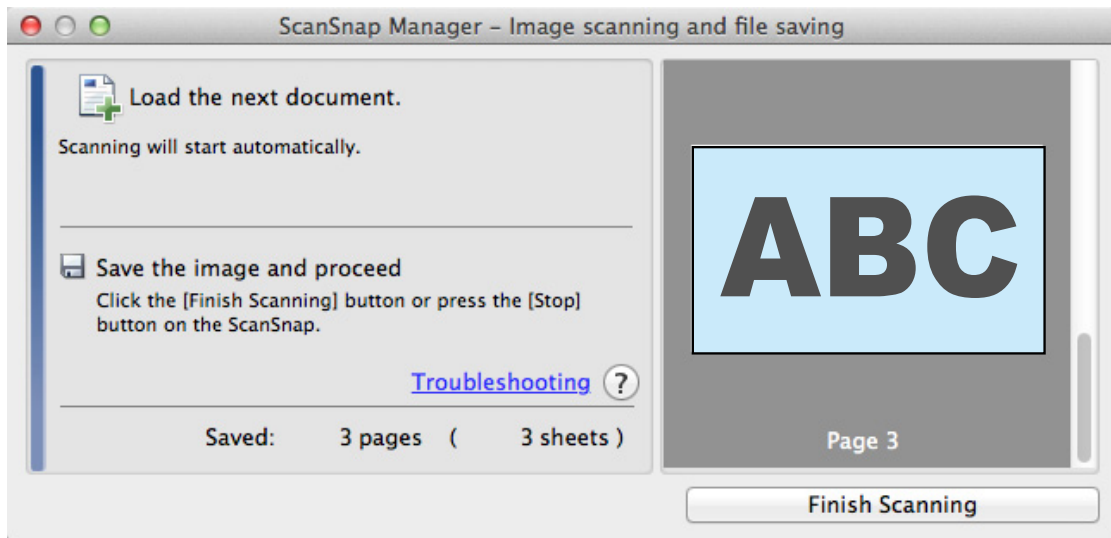 ScanSnap Manager – Image scanning and file saving
Load the next document.
Scanning will start automatically.
Save the image and proceed
Click the [Finish Scanning] button or press the [Stop]
button on the ScanSnap.
Troubleshooting ?
Saved: 3 pages ( 3 sheets )
ABC
Page 3
Finish Scanning